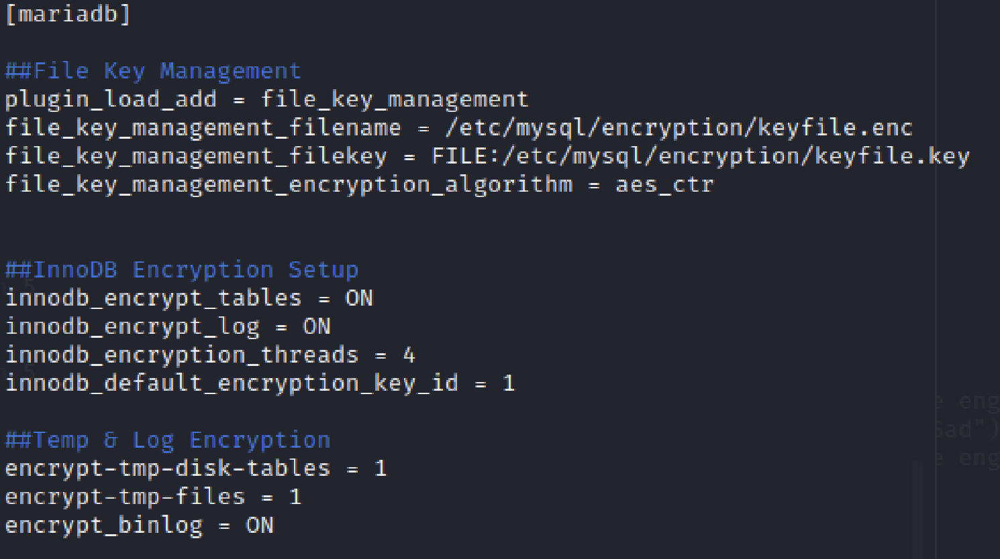 [mariadb]
##File Key Management
plugin_load_add = file_key_management
file_key_management_filename = /etc/mysql/encryption/keyfile.enc
file_key_management_filekey = FILE:/etc/mysql/encryption/keyfile.key
file_key_management_encryption_algorithm = aes_ctr
##InnoDB Encryption Setup
innodb_encrypt_tables = ON
innodb_encrypt_log = ON
innodb_encryption_threads = 4
innodb_default_encryption_key_id = 1
##Temp & Log Encryption
encrypt-tmp-disk-tables = 1
encrypt-tmp-files = 1
encrypt_binlog = ON